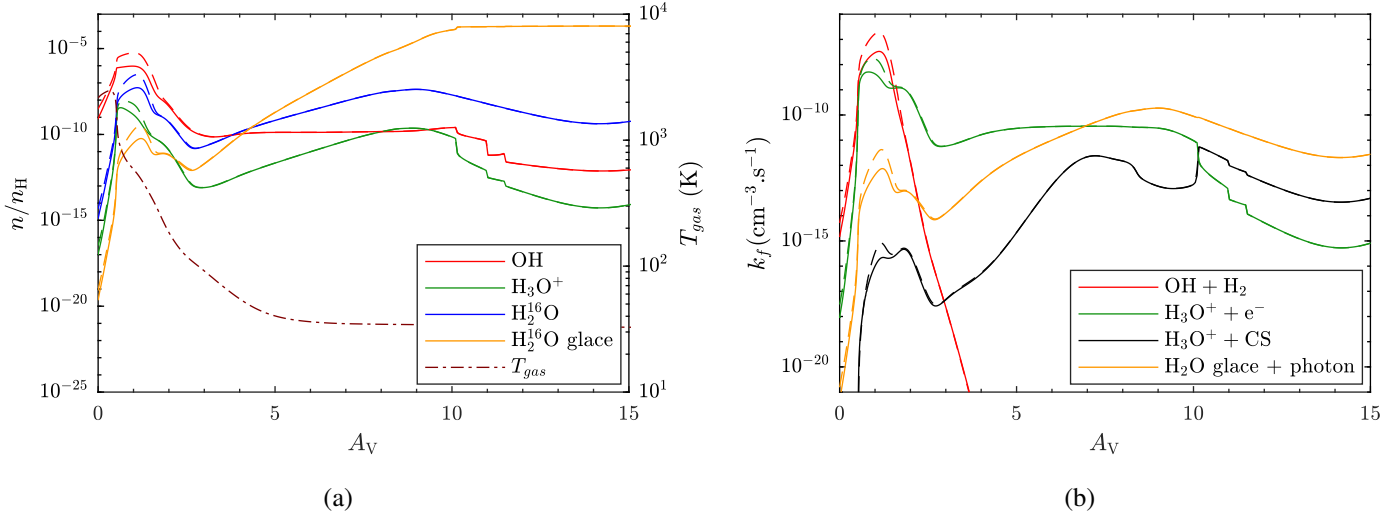 10^4
10^-5
10^-10
10^-15
10^-20
10^-25
n/n_H
10^3
10^2
10^1
T_gas (K)
OH
H_3O^+
H_2^16O
H_2^16O glace
T_gas
0 5 10 15
A_V
(a)
10^-10
10^-15
10^-20
k_f (cm^-3.s^-1)
OH + H_2
H_3O^+ + e^-
H_3O^+ + CS
H_2O glace + photon
0 5 10 15
A_V
(b)